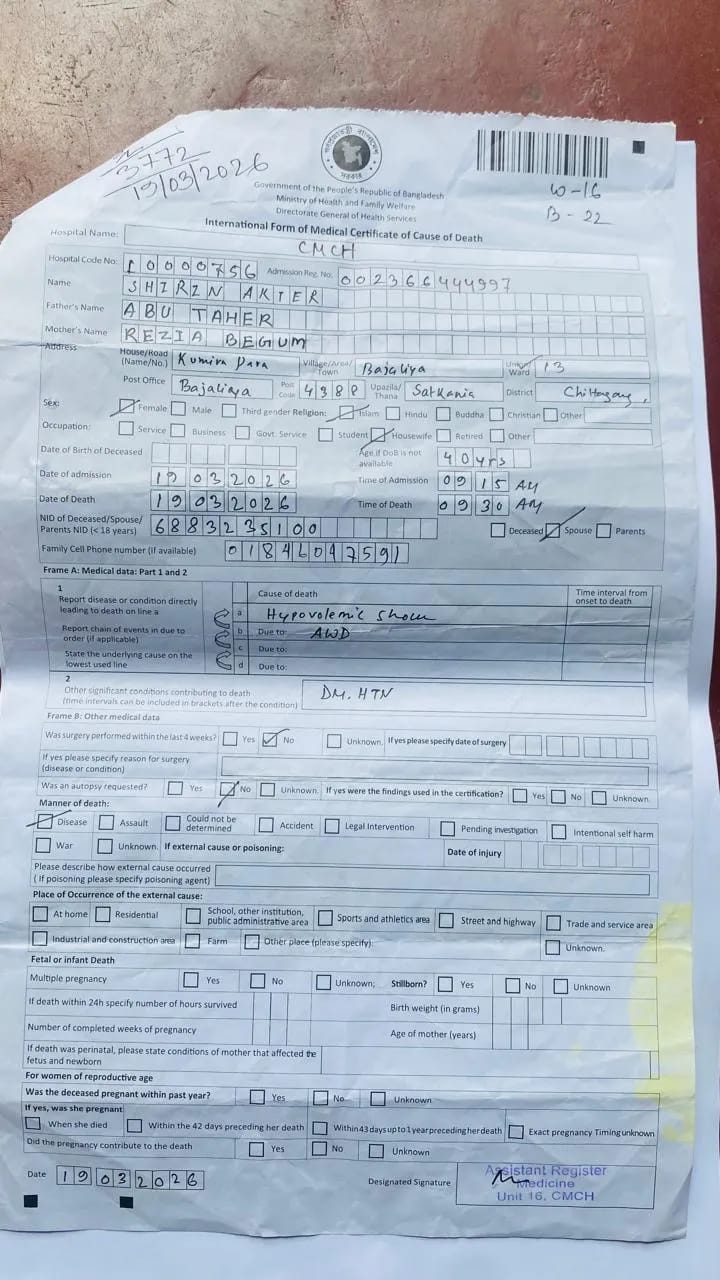 3772
19/03/2026
গণপ্রজাতন্ত্রী বাংলাদেশ সরকার
Government of the People's Republic of Bangladesh
Ministry of Health and Family Welfare
Directorate General of Health Services
W-16
B-22
International Form of Medical Certificate of Cause of Death
Hospital Name: CMCH
Hospital Code No: 10000756 Admission Reg. No: 002366444997
Name SHIRIN AKTER
Father's Name ABU TAHER
Mother's Name REZIA BEGUM
Address House/Road (Name/No.) Kumira Para Village/Area/Town Bajaliya Union/Ward 13
Post Office Bajaliaya Post Code 4388 Upazila/Thana Satkania District Chittagong,
Sex: Female Male Third gender Religion: Islam Hindu Buddha Christian Other
Occupation: Service Business Govt. Service Student Housewife Retired Other
Date of Birth of Deceased Age if DoB is not available 40yrs
Date of admission 19032026 Time of Admission 0915 AM
Date of Death 19032026 Time of Death 0930 AM
NID of Deceased/Spouse/Parents NID (< 18 years) 6883235100 Deceased Spouse Parents
Family Cell Phone number (if available) 01846047591
Frame A: Medical data: Part 1 and 2
1 Cause of death Time interval from onset to death
Report disease or condition directly leading to death on line a
a Hypovolemic Shock
Report chain of events in due to order (if applicable)
b Due to: AWD
State the underlying cause on the lowest used line
c Due to:
d Due to:
2
Other significant conditions contributing to death (time intervals can be included in brackets after the condition) DM, HTN
Frame B: Other medical data
Was surgery performed within the last 4 weeks? Yes No Unknown. If yes please specify date of surgery
If yes please specify reason for surgery (disease or condition)
Was an autopsy requested? Yes No Unknown. If yes were the findings used in the certification? Yes No Unknown.
Manner of death:
Disease Assault Could not be determined Accident Legal Intervention Pending investigation Intentional self harm
War Unknown. If external cause or poisoning: Date of injury
Please describe how external cause occurred ( If poisoning please specify poisoning agent)
Place of Occurrence of the external cause:
At home Residential School, other institution, public administrative area Sports and athletics area Street and highway Trade and service area
Industrial and construction area Farm Other place (please specify): Unknown.
Fetal or infant Death
Multiple pregnancy Yes No Unknown; Stillborn? Yes No Unknown
If death within 24h specify number of hours survived Birth weight (in grams)
Number of completed weeks of pregnancy Age of mother (years)
If death was perinatal, please state conditions of mother that affected the fetus and newborn
For women of reproductive age
Was the deceased pregnant within past year? Yes No Unknown
If yes, was she pregnant
When she died Within the 42 days preceding her death Within 43 days up to 1 year preceding her death Exact pregnancy Timing unknown
Did the pregnancy contribute to the death Yes No Unknown
Date 19032026 Designated Signature
Assistant Register
Medicine
Unit 16, CMCH